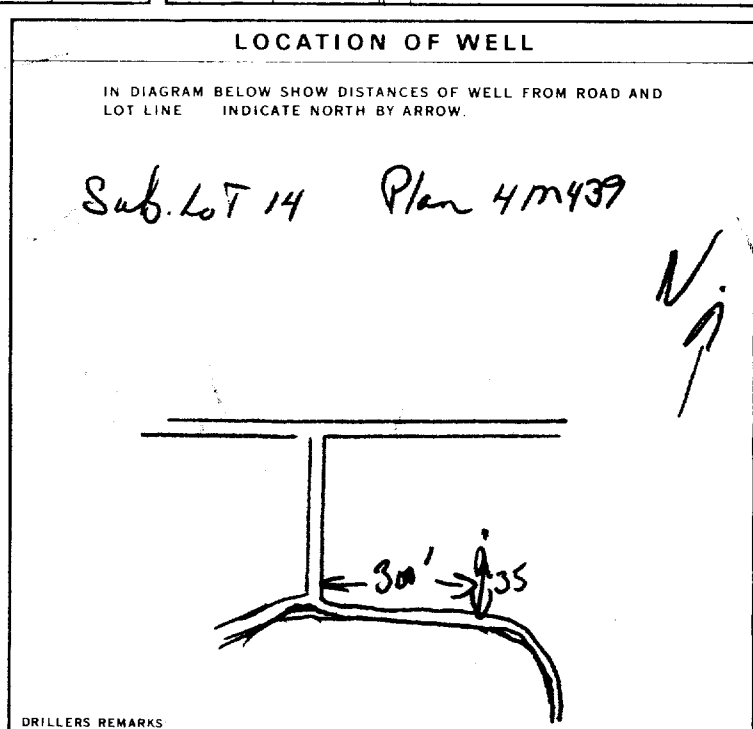 LOCATION OF WELL
IN DIAGRAM BELOW SHOW DISTANCES OF WELL FROM ROAD AND
LOT LINE INDICATE NORTH BY ARROW.
Sub. LoT 14 Plan 4M439
N.
300' 35
DRILLERS REMARKS